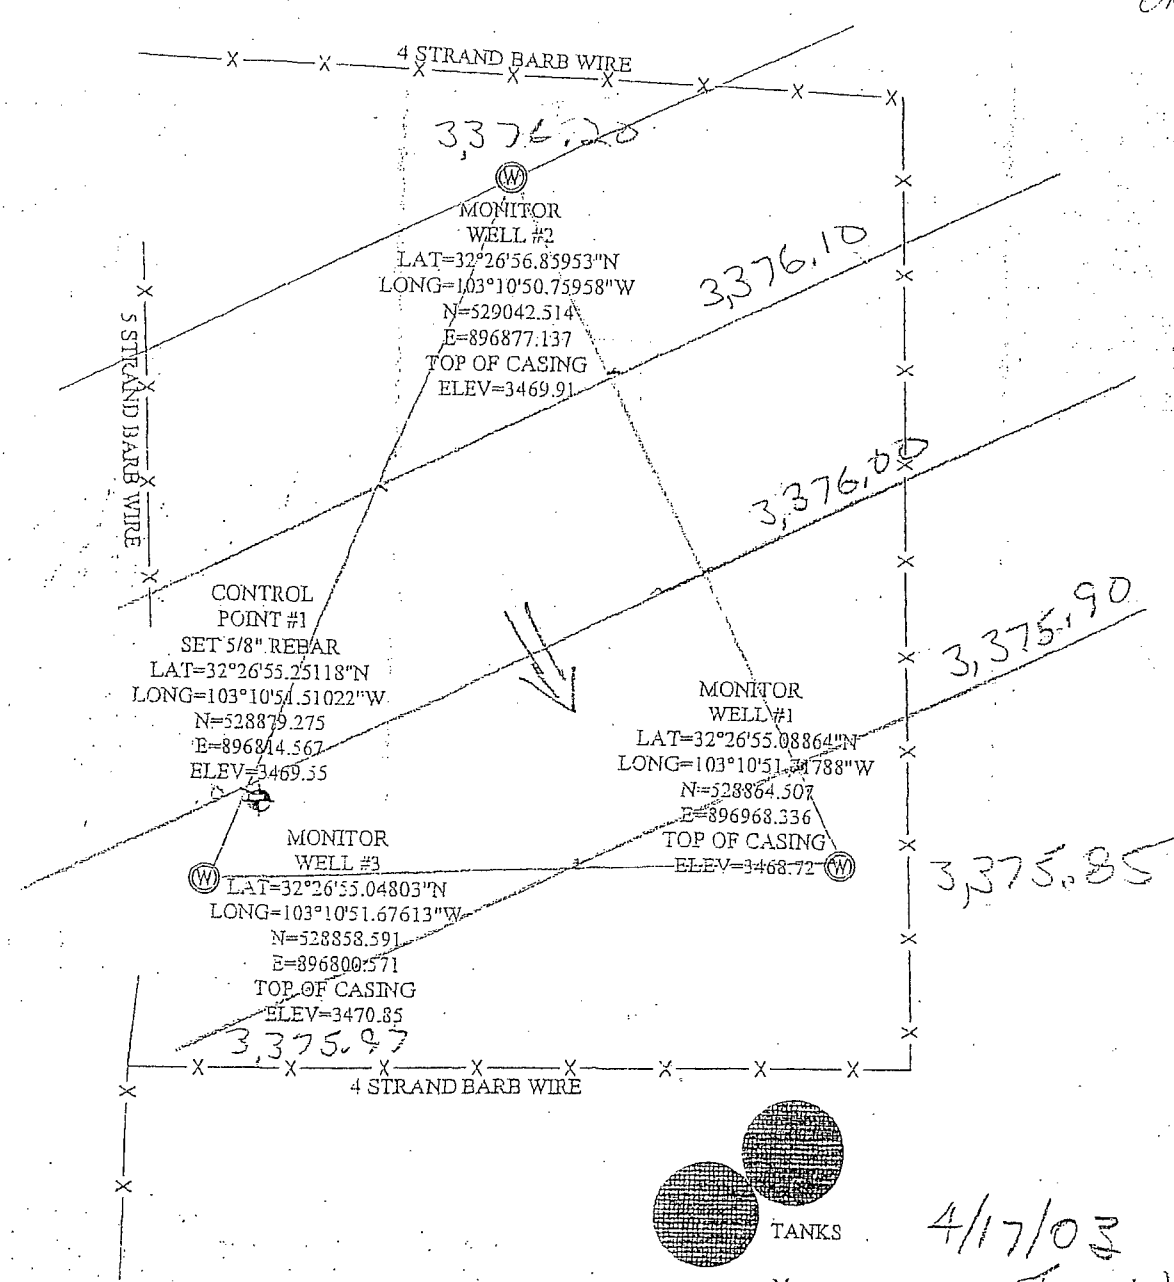 4 STRAND BARB WIRE
3,376.20
W
MONITOR
WELL #2
LAT=32°26'56.85953"N
LONG=103°10'50.75958"W
N=529042.514
E=896877.137
TOP OF CASING
ELEV=3469.91
3,376.10
5 STRAND BARB WIRE
3,376.00
CONTROL
POINT #1
SET 5/8" REBAR
LAT=32°26'55.25118"N
LONG=103°10'51.51022"W
N=528879.275
E=896814.567
ELEV=3469.55
3,375.90
MONITOR
WELL #1
LAT=32°26'55.08864"N
N=528864.507
E=896968.336
TOP OF CASING
ELEV=3468.72
W
3,375.85
MONITOR
WELL #3
W
LAT=32°26'55.04803"N
LONG=103°10'51.67613"W
N=528858.591
E=896800.571
TOP OF CASING
ELEV=3470.85
3,375.97
4 STRAND BARB WIRE
TANKS
4/17/03